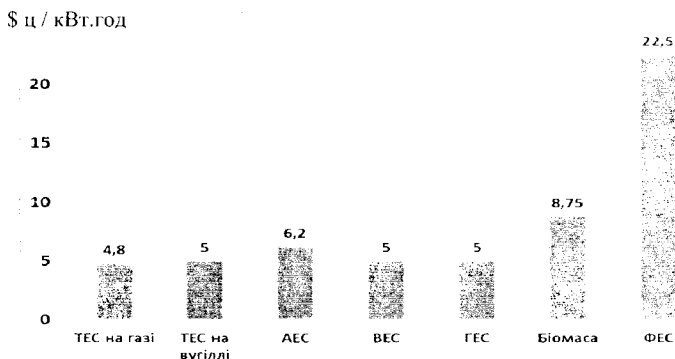 $ ц / кВт.год
22,5
20
15
10
8,75
6,2
4,8
5
5
5
5
0
ТЕС на газі
ТЕС на
вугіллі
АЕС
ВЕС
ГЕС
Біомаса
ФЕС